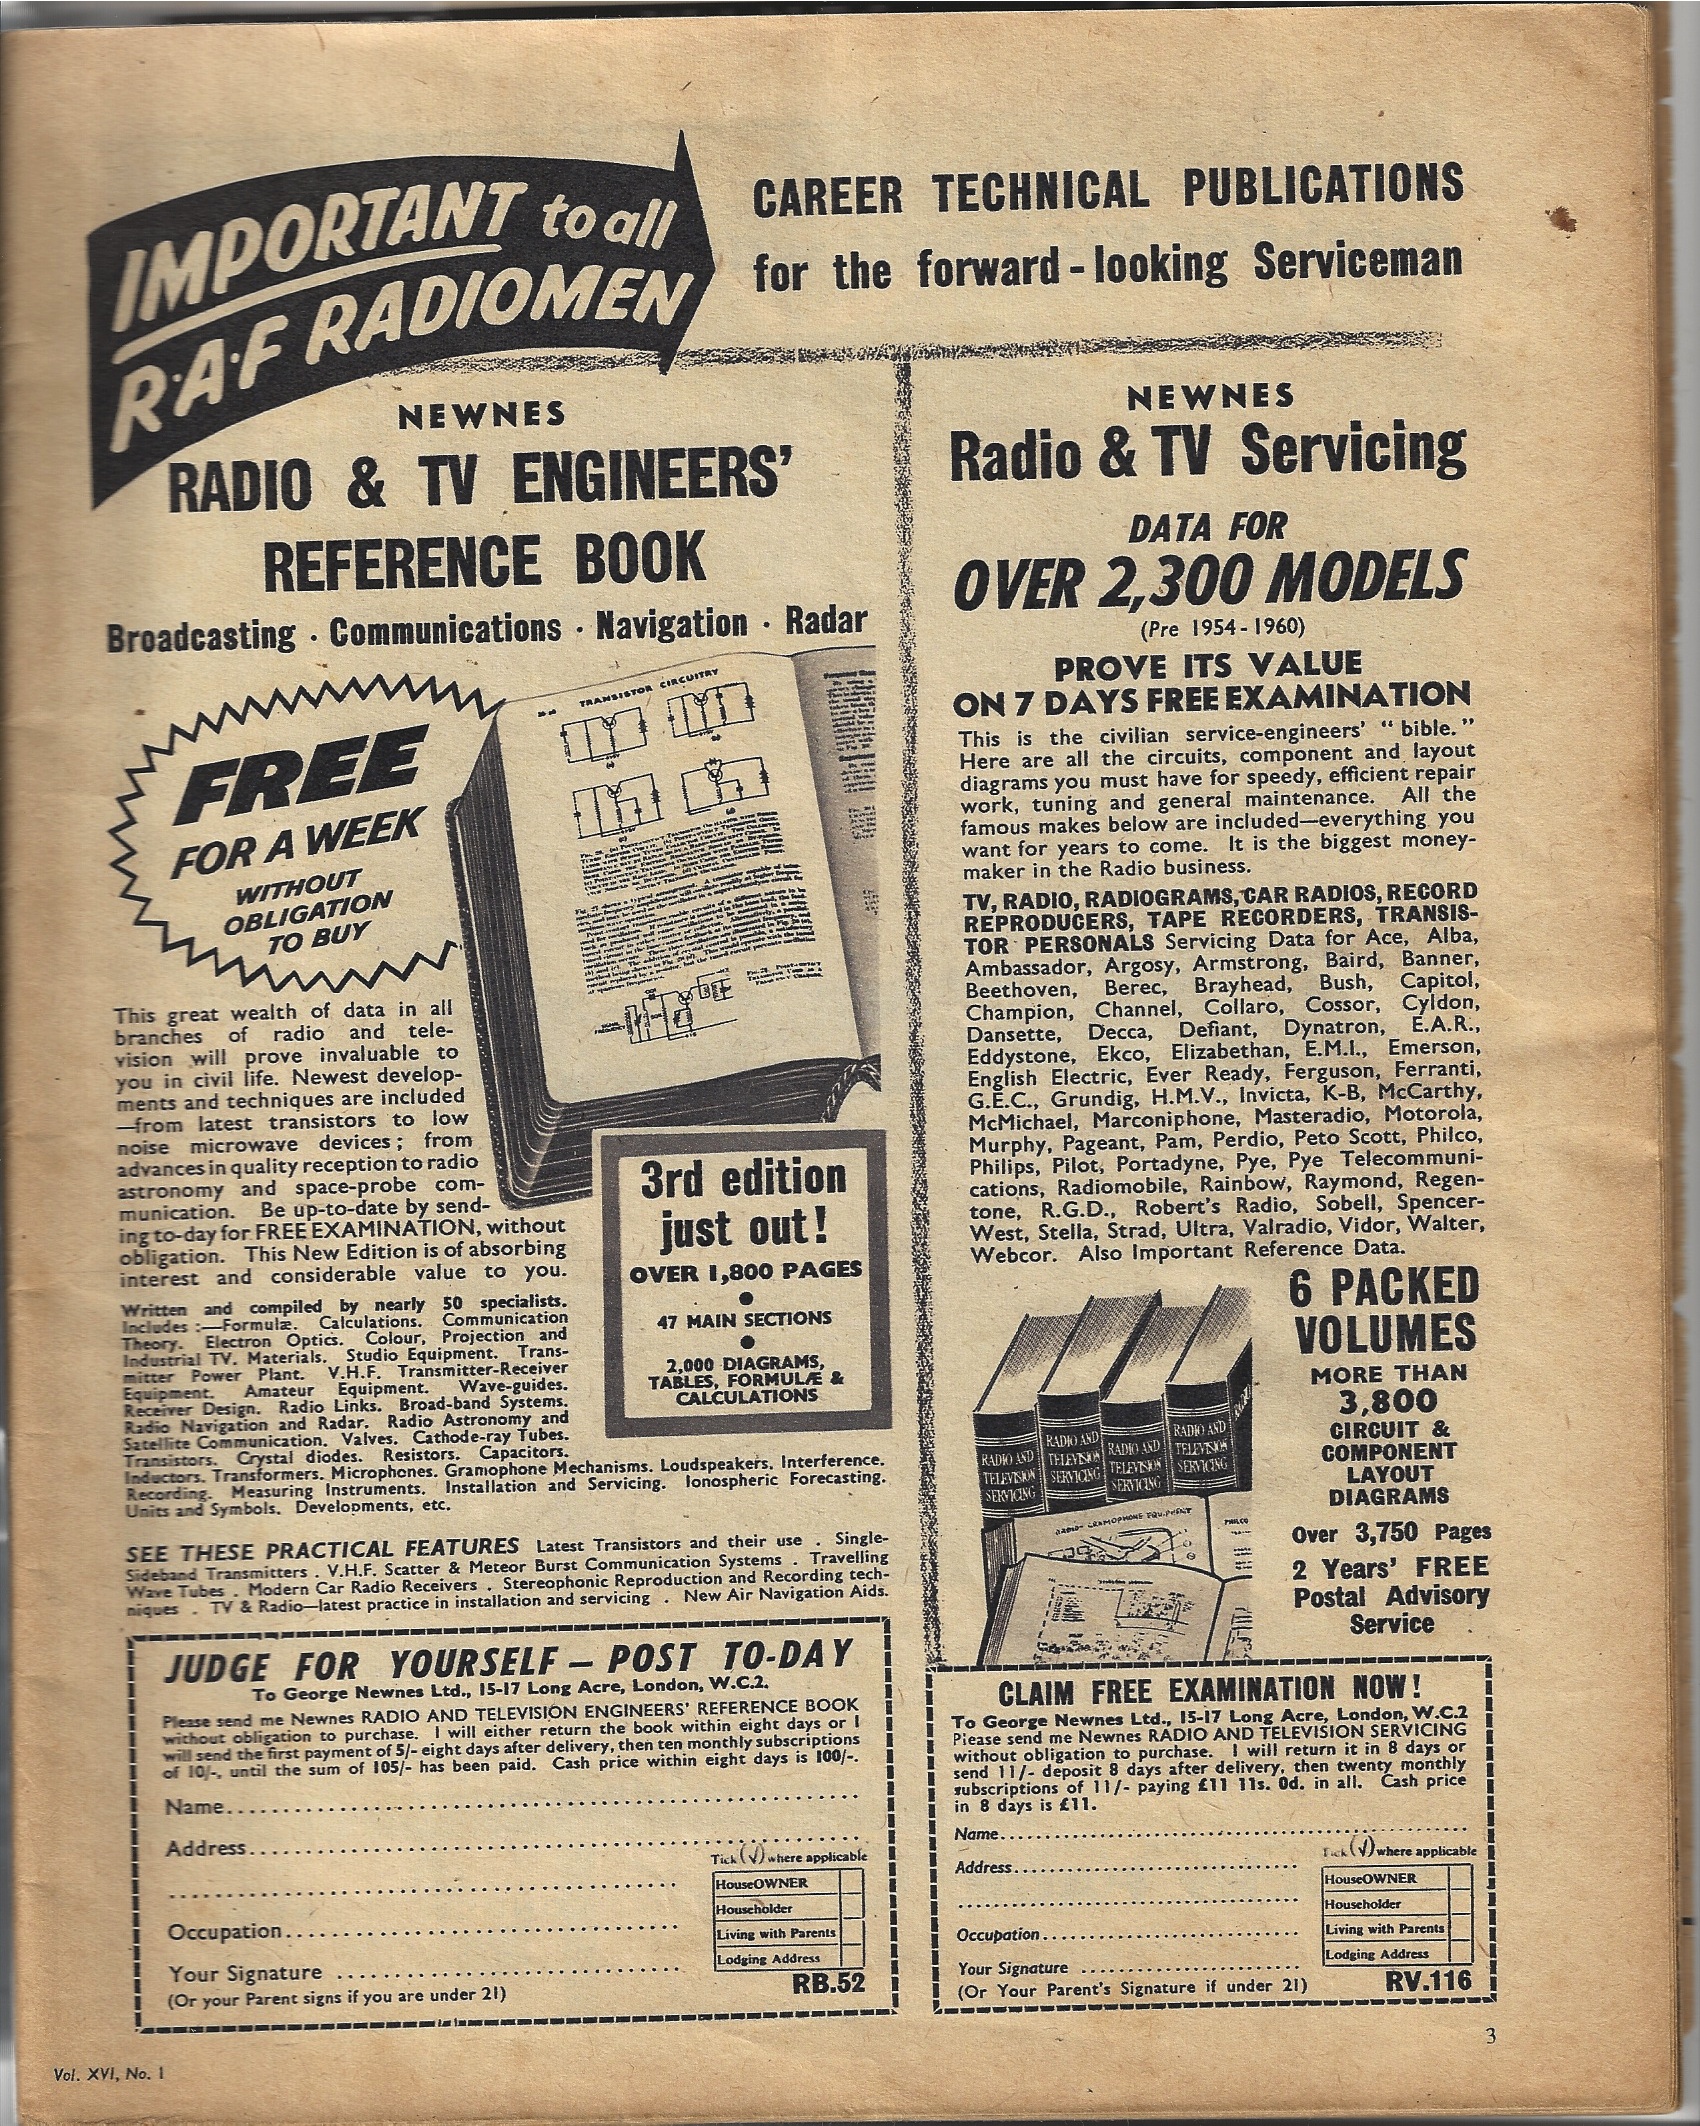 IMPORTANT to all
R·A·F RADIOMEN
CAREER TECHNICAL PUBLICATIONS
for the forward - looking Serviceman
NEWNES
RADIO & TV ENGINEERS'
REFERENCE BOOK
Broadcasting · Communications · Navigation · Radar
FREE
FOR A WEEK
WITHOUT
OBLIGATION
TO BUY
TRANSISTOR CIRCUITRY
This great wealth of data in all
branches of radio and tele-
vision will prove invaluable to
you in civil life. Newest develop-
ments and techniques are included
—from latest transistors to low
noise microwave devices; from
advances in quality reception to radio
astronomy and space-probe com-
munication. Be up-to-date by send-
ing to-day for FREE EXAMINATION, without
obligation. This New Edition is of absorbing
interest and considerable value to you.
3rd edition
just out!
OVER 1,800 PAGES
●
47 MAIN SECTIONS
●
2,000 DIAGRAMS,
TABLES, FORMULÆ &
CALCULATIONS
Written and compiled by nearly 50 specialists.
Includes :—Formulæ. Calculations. Communication
Theory. Electron Optics. Colour, Projection and
Industrial TV. Materials. Studio Equipment. Trans-
mitter Power Plant. V.H.F. Transmitter-Receiver
Equipment. Amateur Equipment. Wave-guides.
Receiver Design. Radio Links. Broad-band Systems.
Radio Navigation and Radar. Radio Astronomy and
Satellite Communication. Valves. Cathode-ray Tubes.
Transistors. Crystal diodes. Resistors. Capacitors.
Inductors. Transformers. Microphones. Gramophone Mechanisms. Loudspeakers. Interference.
Recording. Measuring Instruments. Installation and Servicing. Ionospheric Forecasting.
Units and Symbols. Developments, etc.
SEE THESE PRACTICAL FEATURES Latest Transistors and their use . Single-
Sideband Transmitters . V.H.F. Scatter & Meteor Burst Communication Systems . Travelling
Wave Tubes . Modern Car Radio Receivers . Stereophonic Reproduction and Recording tech-
niques . TV & Radio—latest practice in installation and servicing . New Air Navigation Aids.
JUDGE FOR YOURSELF — POST TO-DAY
To George Newnes Ltd., 15-17 Long Acre, London, W.C.2.
Please send me Newnes RADIO AND TELEVISION ENGINEERS' REFERENCE BOOK
without obligation to purchase. I will either return the book within eight days or I
will send the first payment of 5/- eight days after delivery, then ten monthly subscriptions
of 10/-, until the sum of 105/- has been paid. Cash price within eight days is 100/-.
Name
Address
Tick (√) where applicable
HouseOWNER
Householder
Living with Parents
Lodging Address
Occupation
Your Signature
(Or your Parent signs if you are under 21)
RB.52
NEWNES
Radio & TV Servicing
DATA FOR
OVER 2,300 MODELS
(Pre 1954-1960)
PROVE ITS VALUE
ON 7 DAYS FREE EXAMINATION
This is the civilian service-engineers' "bible."
Here are all the circuits, component and layout
diagrams you must have for speedy, efficient repair
work, tuning and general maintenance. All the
famous makes below are included—everything you
want for years to come. It is the biggest money-
maker in the Radio business.
TV, RADIO, RADIOGRAMS, CAR RADIOS, RECORD
REPRODUCERS, TAPE RECORDERS, TRANSIS-
TOR PERSONALS Servicing Data for Ace, Alba,
Ambassador, Argosy, Armstrong, Baird, Banner,
Beethoven, Berec, Brayhead, Bush, Capitol,
Champion, Channel, Collaro, Cossor, Cyldon,
Dansette, Decca, Defiant, Dynatron, E.A.R.,
Eddystone, Ekco, Elizabethan, E.M.I., Emerson,
English Electric, Ever Ready, Ferguson, Ferranti,
G.E.C., Grundig, H.M.V., Invicta, K-B, McCarthy,
McMichael, Marconiphone, Masteradio, Motorola,
Murphy, Pageant, Pam, Perdio, Peto Scott, Philco,
Philips, Pilot, Portadyne, Pye, Pye Telecommuni-
cations, Radiomobile, Rainbow, Raymond, Regen-
tone, R.G.D., Robert's Radio, Sobell, Spencer-
West, Stella, Strad, Ultra, Valradio, Vidor, Walter,
Webcor. Also Important Reference Data.
RADIO AND
TELEVISION
SERVICING
RADIO AND
TELEVISION
SERVICING
RADIO AND
TELEVISION
SERVICING
RADIO AND
TELEVISION
SERVICING
RADIO-GRAMOPHONE EQUIPMENT
PHILCO
6 PACKED
VOLUMES
MORE THAN
3,800
CIRCUIT &
COMPONENT
LAYOUT
DIAGRAMS
Over 3,750 Pages
2 Years' FREE
Postal Advisory
Service
CLAIM FREE EXAMINATION NOW!
To George Newnes Ltd., 15-17 Long Acre, London, W.C.2
Please send me Newnes RADIO AND TELEVISION SERVICING
without obligation to purchase. I will return it in 8 days or
send 11/- deposit 8 days after delivery, then twenty monthly
subscriptions of 11/- paying £11 11s. 0d. in all. Cash price
in 8 days is £11.
Name
Address
Tick (√) where applicable
HouseOWNER
Householder
Living with Parents
Lodging Address
Occupation
Your Signature
(Or Your Parent's Signature if under 21)
RV.116
3
Vol. XVI, No. 1